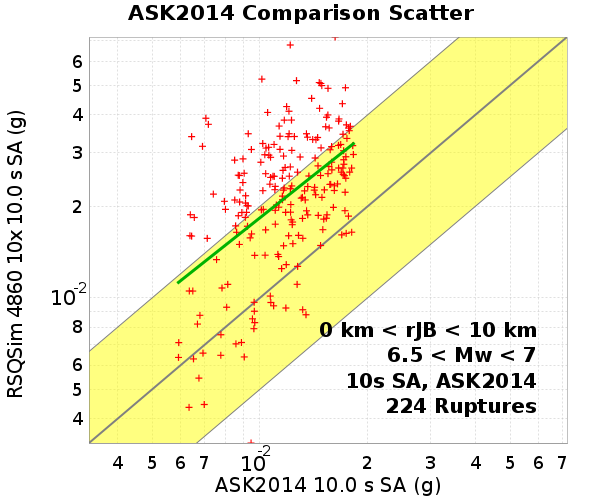 ASK2014 Comparison Scatter
RSQSim 4860 10x 10.0 s SA (g)
6
5
4
3
2
10⁻²
8
6
5
4
0 km < rJB < 10 km
6.5 < Mw < 7
10s SA, ASK2014
224 Ruptures
4 5 6 7 10⁻² 2 3 4 5 6 7
ASK2014 10.0 s SA (g)